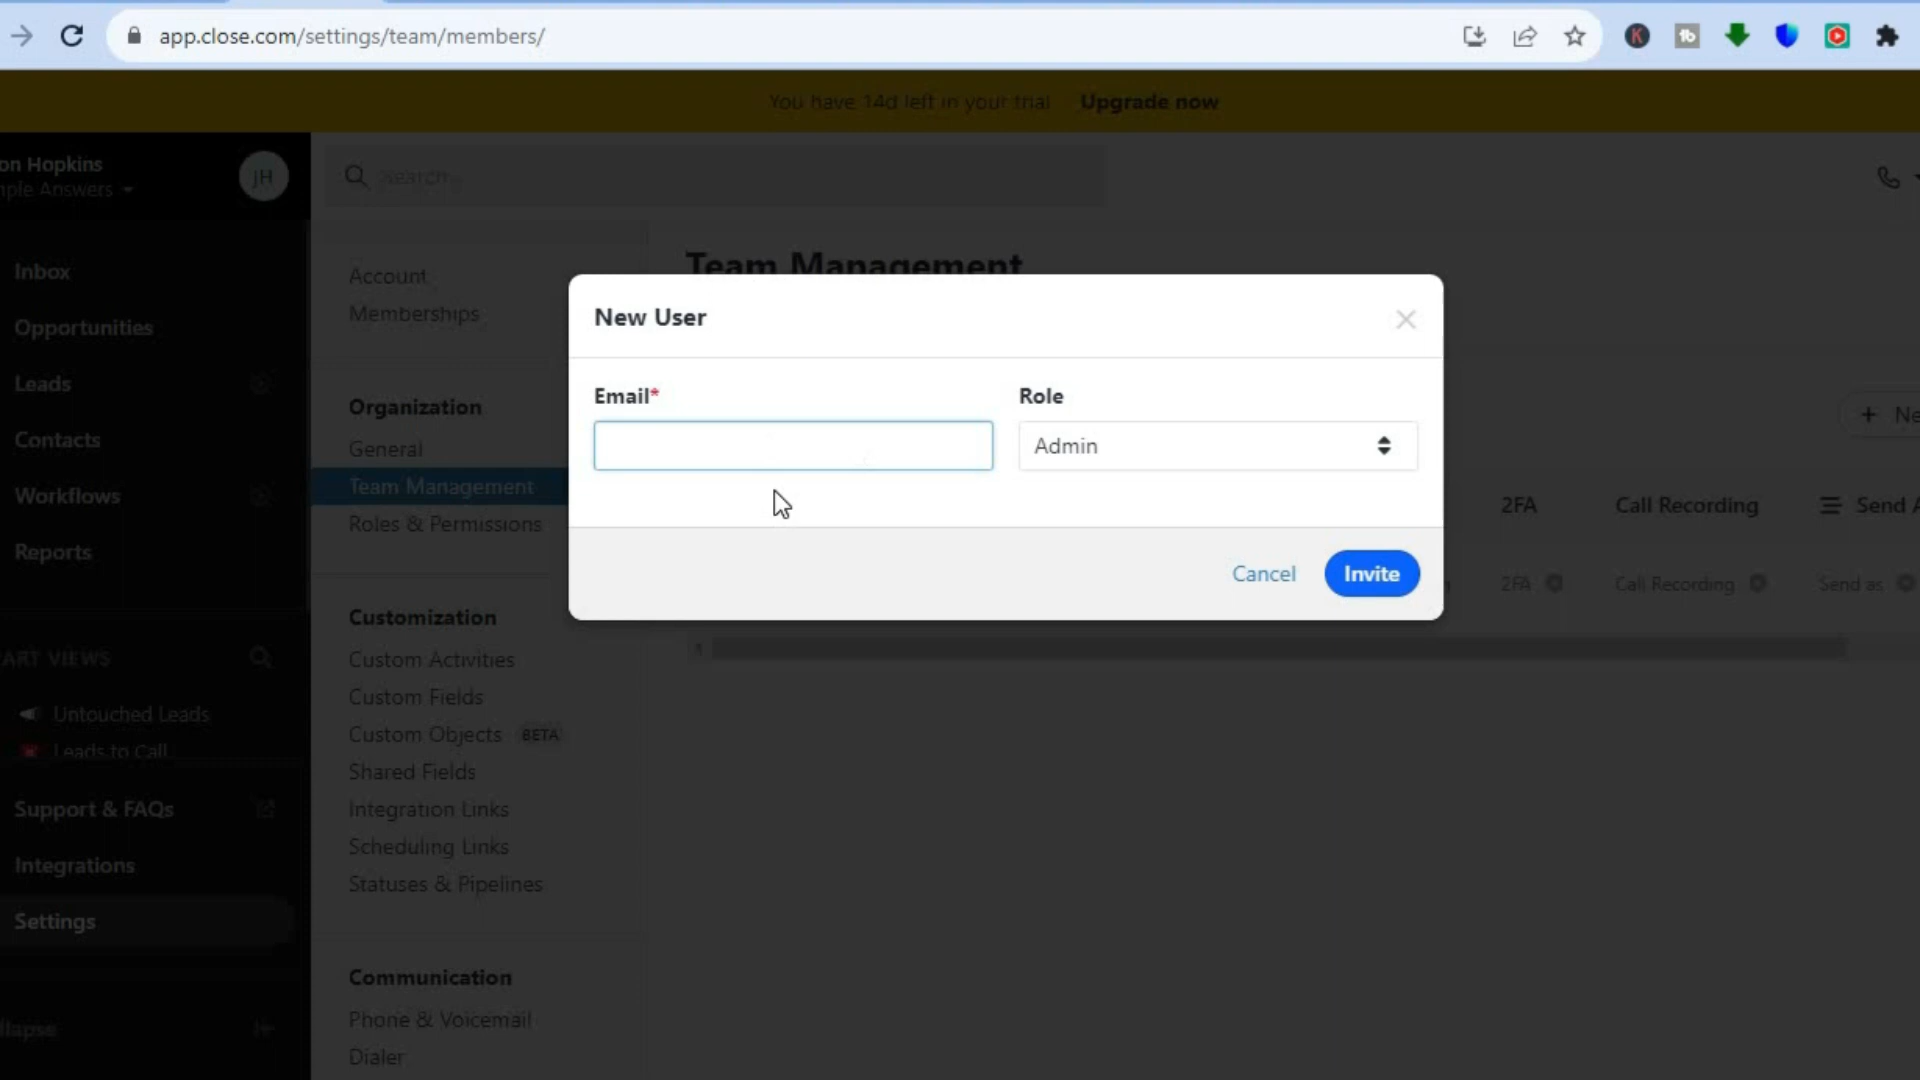 app.close.com/settings/team/members/
K
tb
You have 14d left in your trial Upgrade now
on Hopkins
mple Answers
JH
Search
Inbox
Opportunities
Leads
Contacts
Workflows
Reports
ART VIEWS
Untouched Leads
Leads to Call
Support & FAQs
Integrations
Settings
llapse
Account
Memberships
Organization
General
Team Management
Roles & Permissions
Customization
Custom Activities
Custom Fields
Custom Objects BETA
Shared Fields
Integration Links
Scheduling Links
Statuses & Pipelines
Communication
Phone & Voicemail
Dialer
Team Management
+ Ne
2FA Call Recording Send A
2FA Call Recording Send as
New User
Email* Role
Admin
Cancel Invite